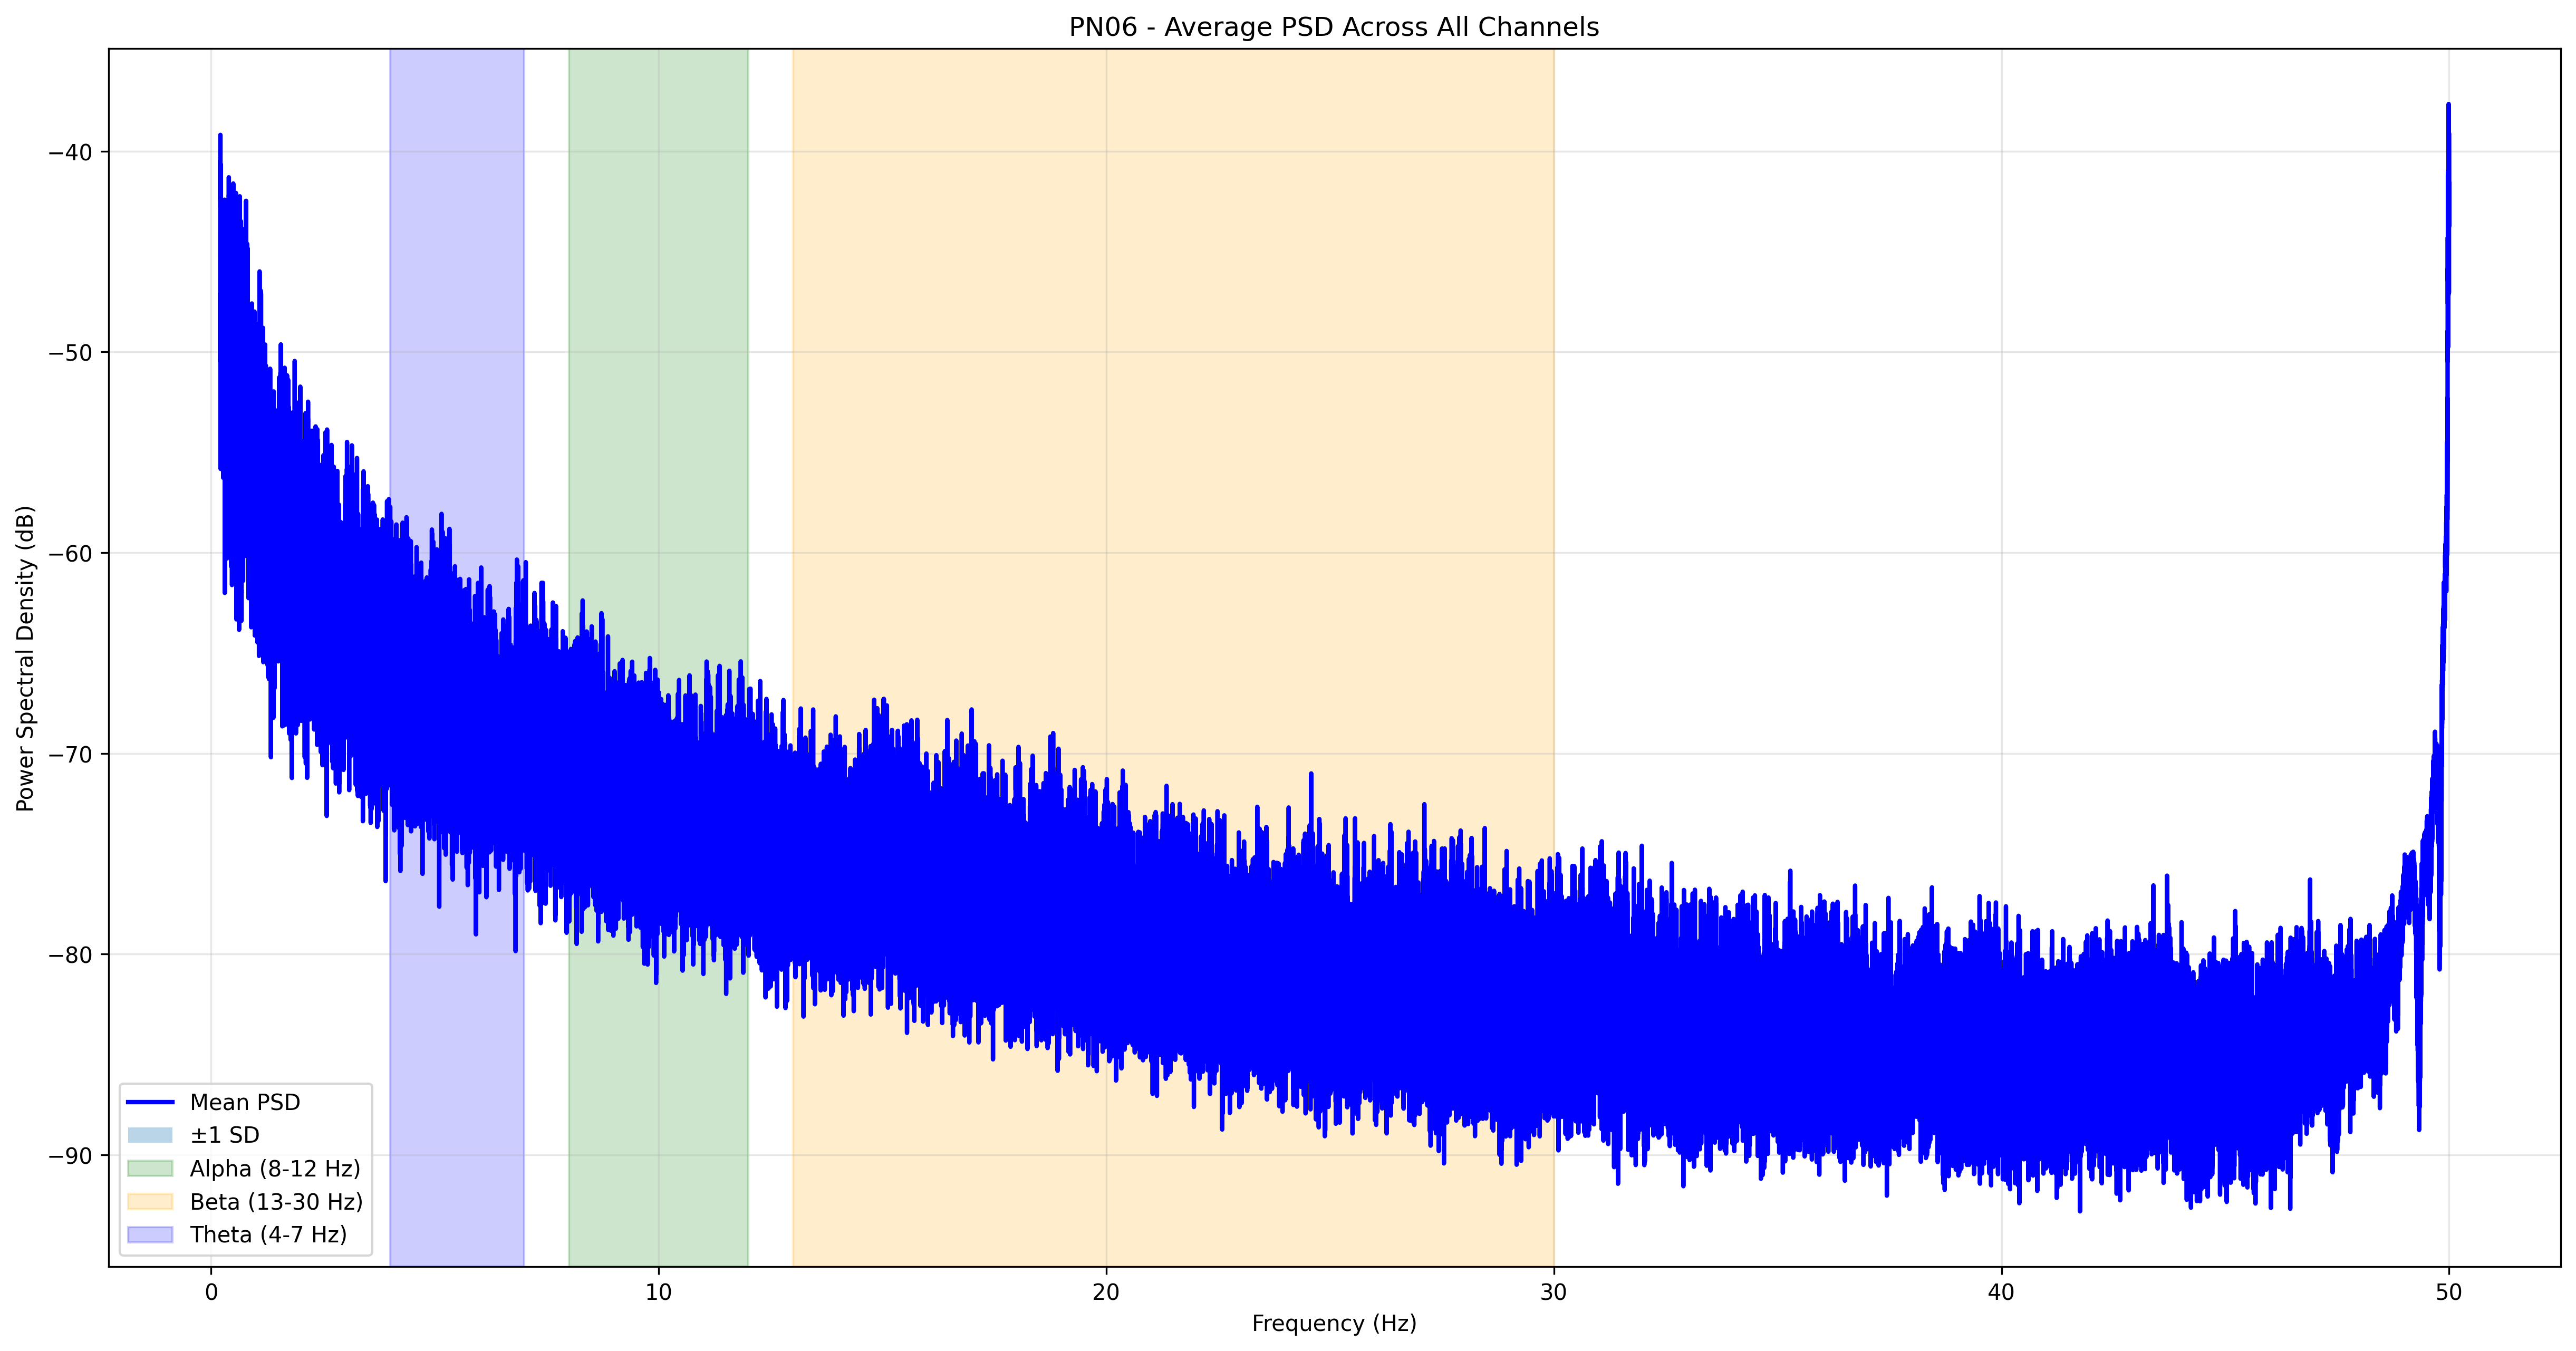 PN06 - Average PSD Across All Channels
Power Spectral Density (dB)
−40
−50
−60
−70
−80
−90
Mean PSD
±1 SD
Alpha (8-12 Hz)
Beta (13-30 Hz)
Theta (4-7 Hz)
0 10 20 30 40 50
Frequency (Hz)